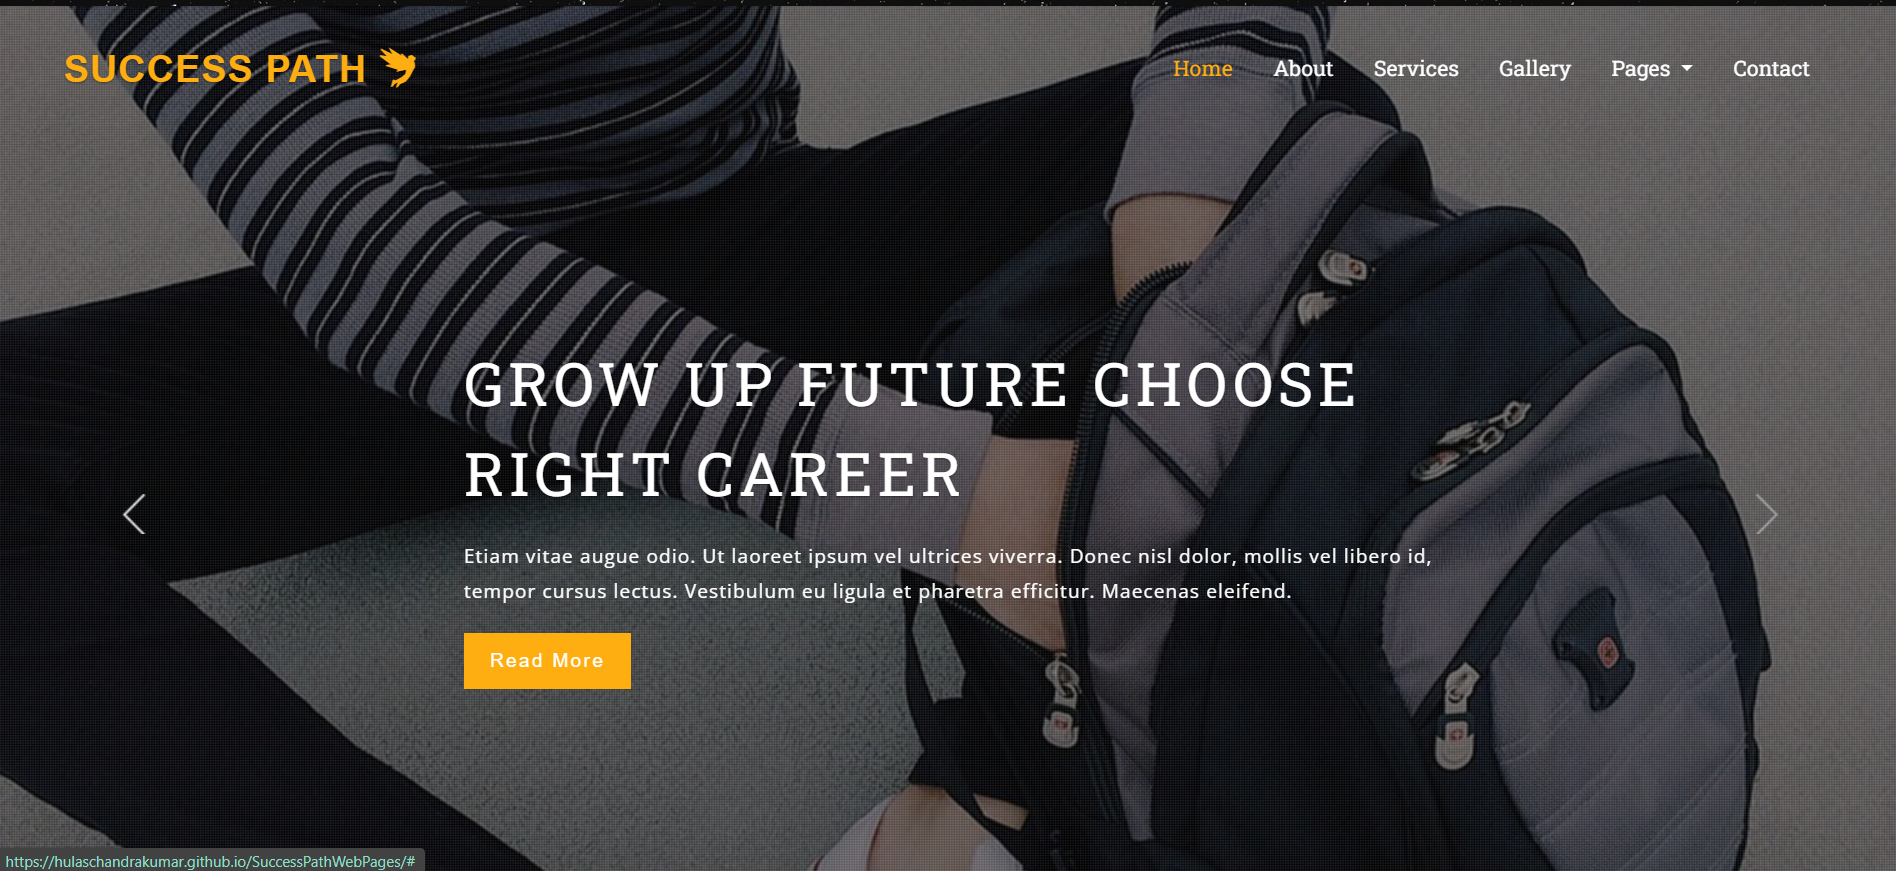 SUCCESS PATH
Home About Services Gallery Pages Contact
GROW UP FUTURE CHOOSE
RIGHT CAREER
Etiam vitae augue odio. Ut laoreet ipsum vel ultrices viverra. Donec nisl dolor, mollis vel libero id,
tempor cursus lectus. Vestibulum eu ligula et pharetra efficitur. Maecenas eleifend.
Read More
https://hulaschandrakumar.github.io/SuccessPathWebPages/#